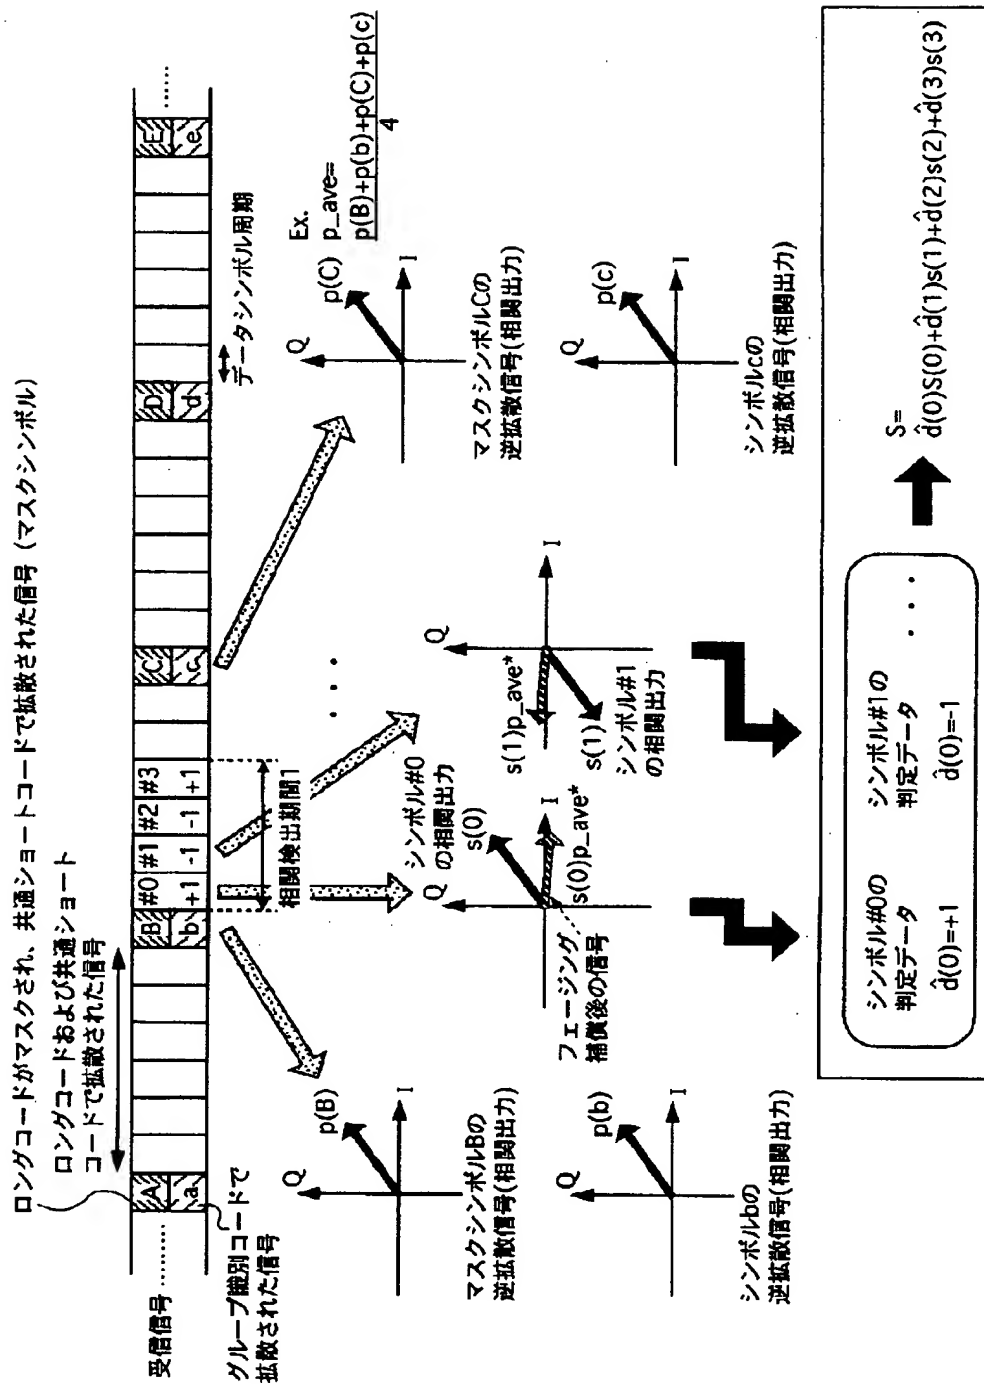 ロングコードがマスクされ、共通ショートコードで拡散された信号 (マスクシンボル)
ロングコードおよび共通ショート
コードで拡散された信号
受信信号 ........
A
B
#0
#1
#2
#3
C
D
E
........
a
b
+1
-1
-1
+1
c
d
e
グループ識別コードで
拡散された信号
相関検出期間1
データシンボル周期
Q
p(B)
I
マスクシンボルBの
逆拡散信号(相関出力)
Q
p(b)
I
シンボルbの
逆拡散信号(相関出力)
シンボル#0
の相関出力
Q
s(0)
I
s(0)p_ave*
フェージング
補償後の信号
• • •
Q
I
s(1)p_ave*
s(1)
シンボル#1
の相関出力
Q
p(C)
I
マスクシンボルCの
逆拡散信号(相関出力)
Q
p(c)
I
シンボルCの
逆拡散信号(相関出力)
Ex.
p_ave=
p(B)+p(b)+p(C)+p(c)
4
シンボル#0の
判定データ
d̂(0)=+1
シンボル#1の
判定データ
d̂(0)=-1
• • •
S=
d̂(0)S(0)+d̂(1)s(1)+d̂(2)s(2)+d̂(3)s(3)